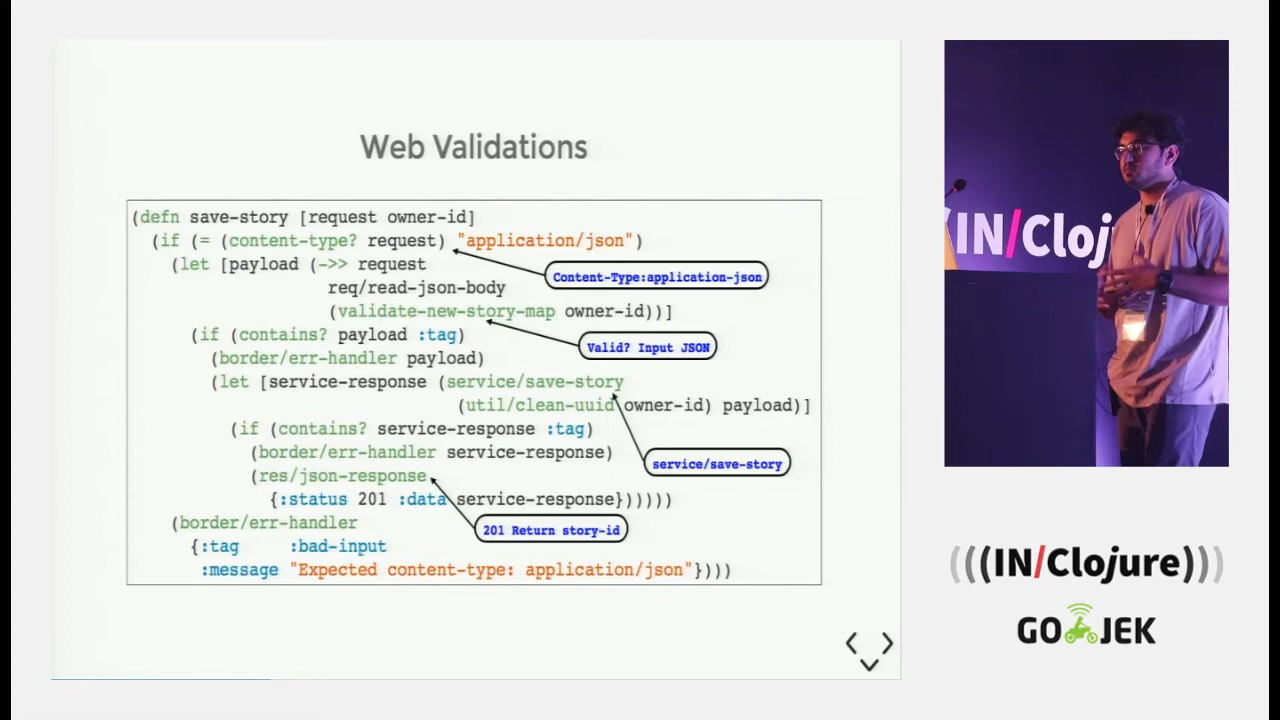 Web Validations
(defn save-story [request owner-id]
(if (= (content-type? request) "application/json")
(let [payload (->> request
Content-Type:application-json
req/read-json-body
(validate-new-story-map owner-id))]
(if (contains? payload :tag)
Valid? Input JSON
(border/err-handler payload)
(let [service-response (service/save-story
(util/clean-uuid owner-id) payload)]
(if (contains? service-response :tag)
(border/err-handler service-response)
service/save-story
(res/json-response
{:status 201 :data service-response}))))))
(border/err-handler
201 Return story-id
{:tag :bad-input
:message "Expected content-type: application/json"})))
(IN/Cloj
(((IN/Clojure)))
GOJEK